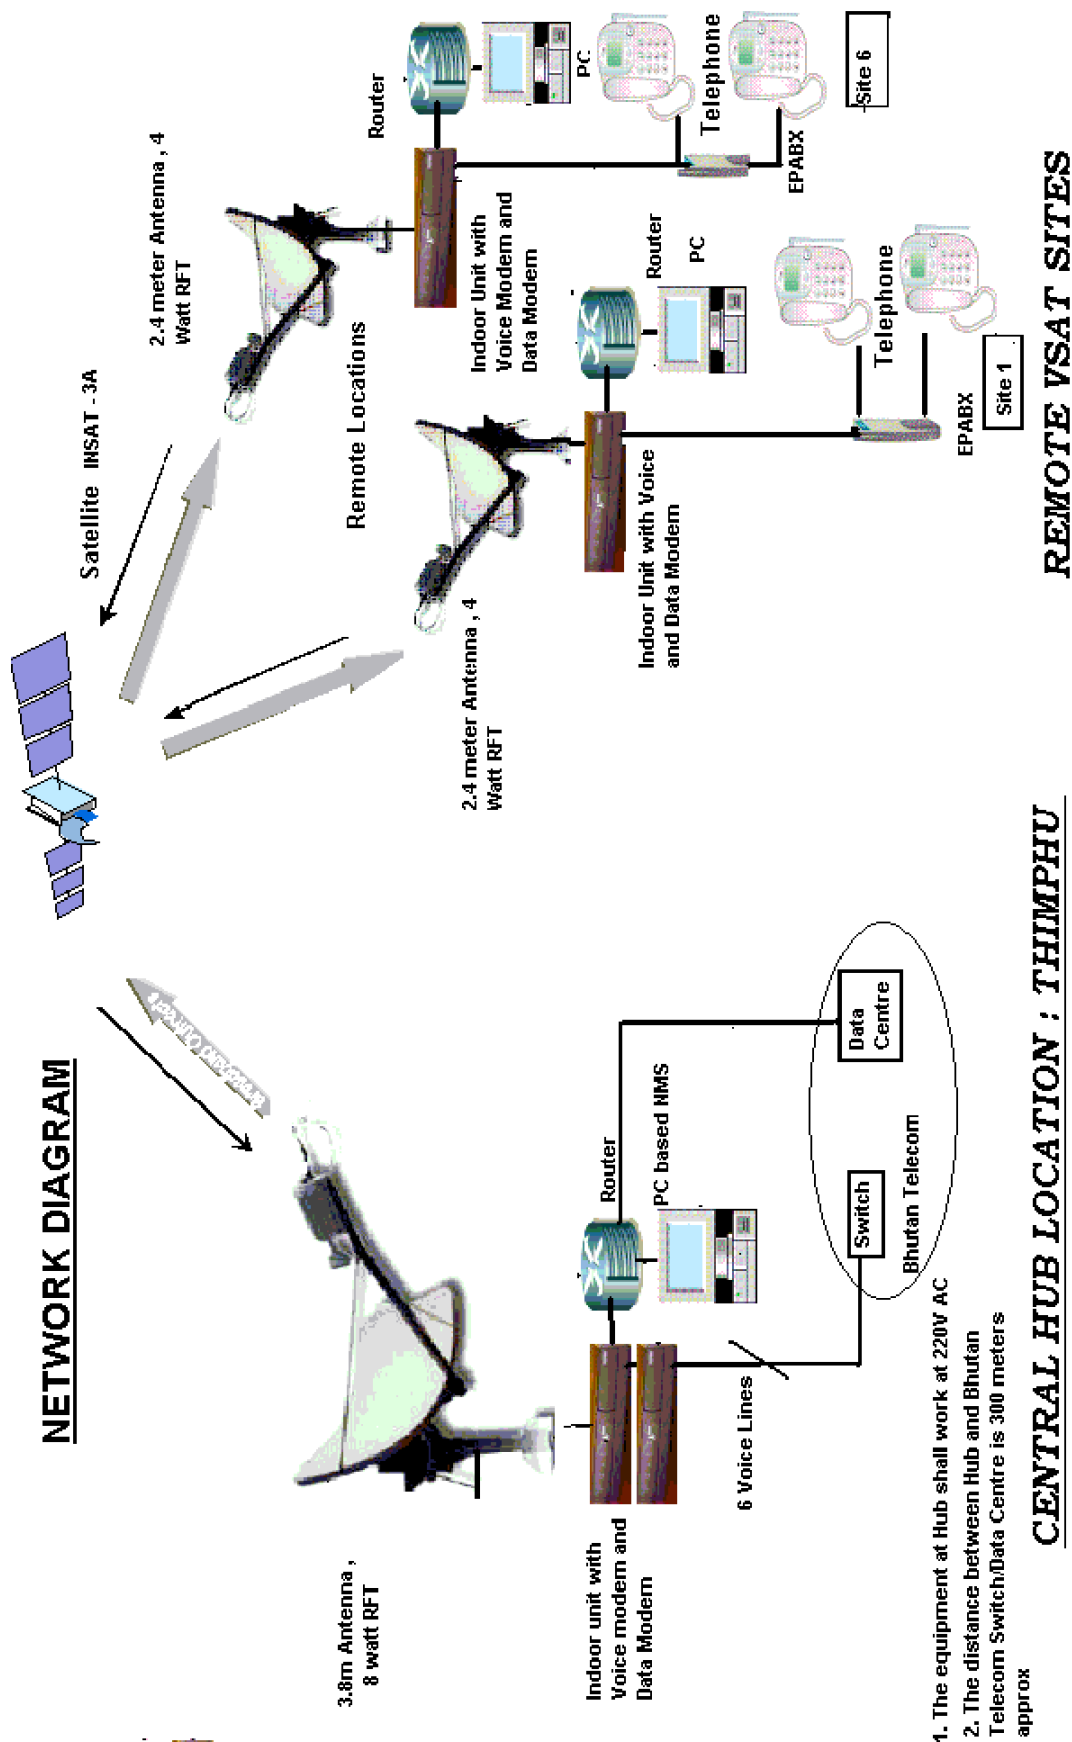 NETWORK DIAGRAM
Satellite INSAT - 3A
2.4 meter Antenna , 4
Watt RFT
Remote Locations
Router
PC
Telephone
EPABX
Site 6
Indoor Unit with
Voice Modem and
Data Modem
2.4 meter Antenna , 4
Watt RFT
Router
PC
Telephone
EPABX
Site 1
Indoor Unit with Voice
and Data Modem
REMOTE VSAT SITES
3.8m Antenna ,
8 watt RFT
Indoor unit with
Voice modem and
Data Modem
Router
PC based NMS
6 Voice Lines
Data
Centre
Switch
Bhutan Telecom
1. The equipment at Hub shall work at 220V AC
2. The distance between Hub and Bhutan
Telecom Switch/Data Centre is 300 meters
approx
CENTRAL HUB LOCATION : THIMPHU